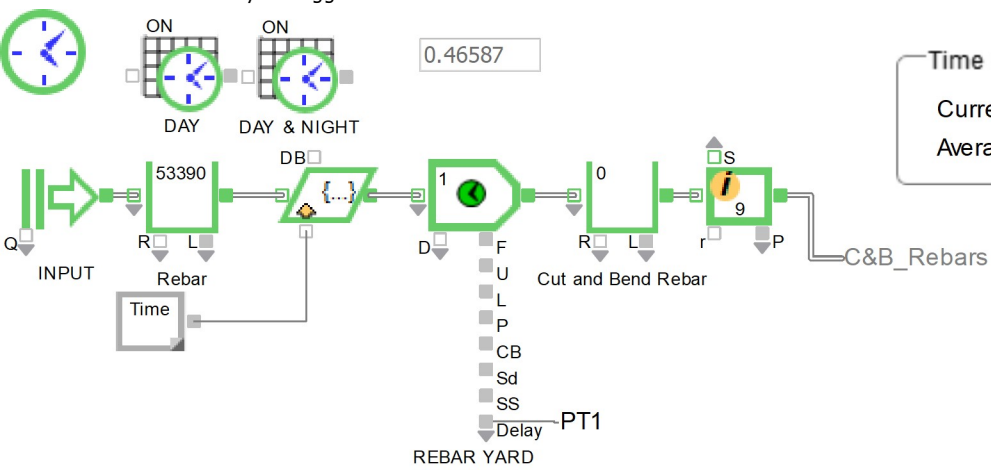 ON
ON
0.46587
Time
Curre
Avera
DAY
DAY & NIGHT
DB
S
53390
{...}
1
0
i
9
Q
R
L
D
F
R
L
r
P
INPUT
Rebar
U
Cut and Bend Rebar
C&B_Rebars
Time
L
P
CB
Sd
SS
PT1
Delay
REBAR YARD